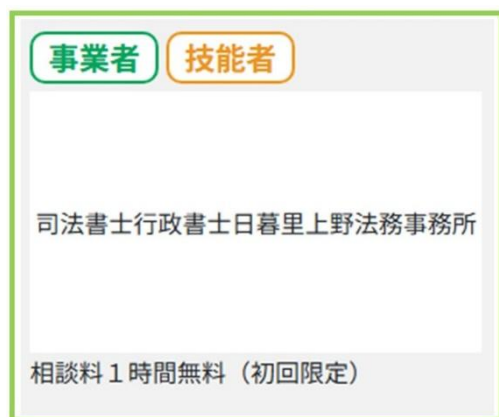 事業者 技能者
司法書士行政書士日暮里上野法務事務所
相談料１時間無料（初回限定）